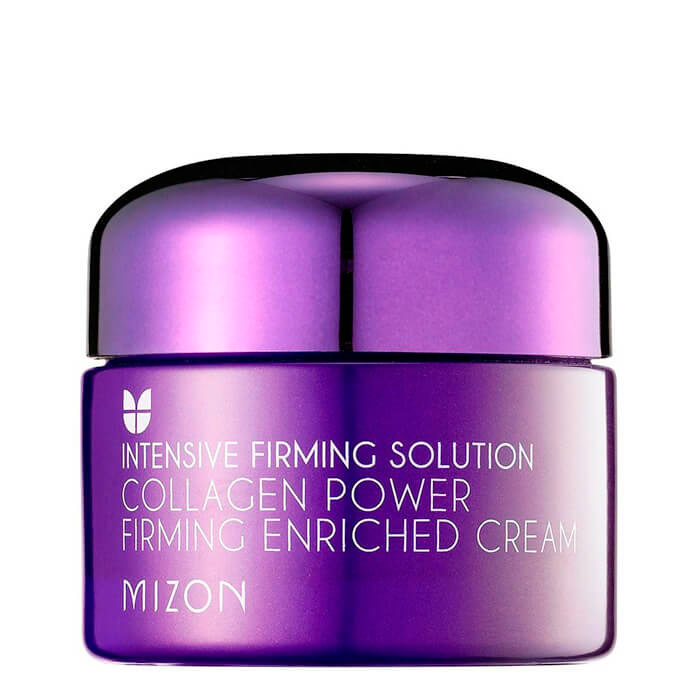 INTENSIVE FIRMING SOLUTION
COLLAGEN POWER
FIRMING ENRICHED CREAM
MIZON